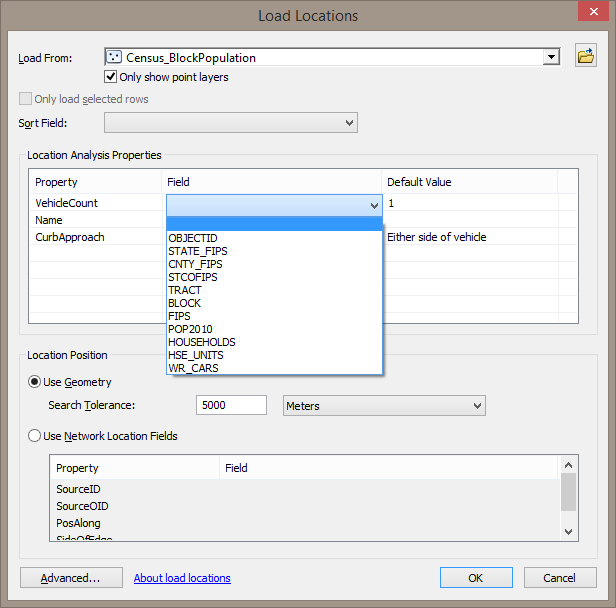 Load Locations
Load From: Census_BlockPopulation
Only show point layers
Only load selected rows
Sort Field:
Location Analysis Properties
Property Field Default Value
VehicleCount 1
Name
CurbApproach Either side of vehicle
OBJECTID
STATE_FIPS
CNTY_FIPS
STCOFIPS
TRACT
BLOCK
FIPS
POP2010
HOUSEHOLDS
HSE_UNITS
WR_CARS
Location Position
Use Geometry
Search Tolerance: 5000 Meters
Use Network Location Fields
Property Field
SourceID
SourceOID
PosAlong
SideOfEdge
Advanced... About load locations OK Cancel